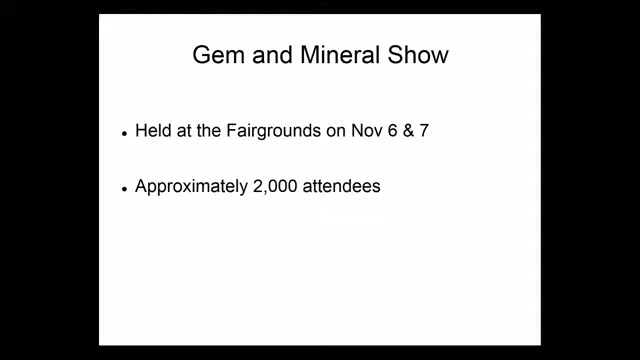 Gem and Mineral Show
• Held at the Fairgrounds on Nov 6 & 7
• Approximately 2,000 attendees